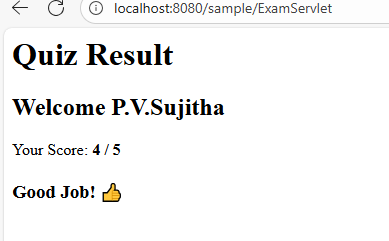 localhost:8080/sample/ExamServlet
Quiz Result
Welcome P.V.Sujitha
Your Score: 4 / 5
Good Job! 👍